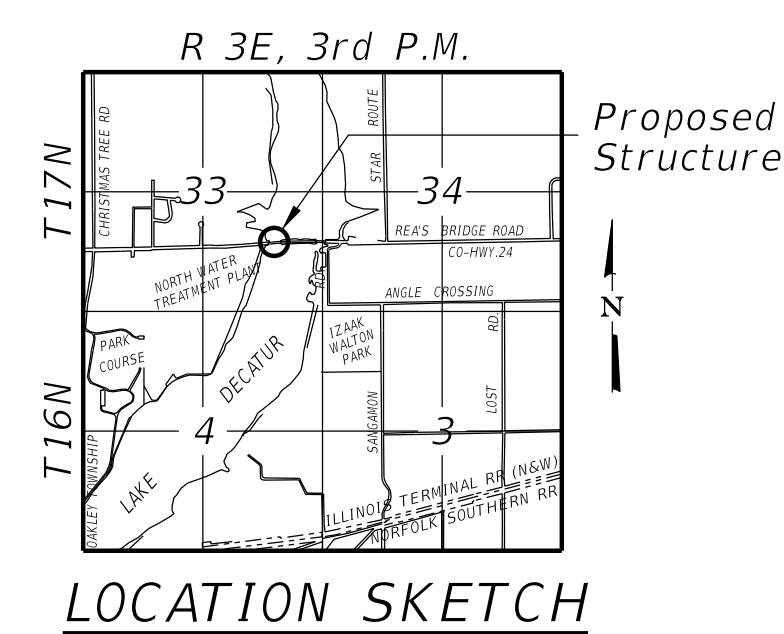 R 3E, 3rd P.M.
Proposed
Structure
T17N
CHRISTMAS TREE RD
STAR ROUTE
33
34
REA'S BRIDGE ROAD
CO-HWY.24
NORTH WATER
TREATMENT PLANT
RD.
ANGLE CROSSING
N
PARK
COURSE
IZAAK
WALTON
PARK
LOST RD.
T16N
LAKE DECATUR
SANGAMON
4
3
OAKLEY TOWNSHIP
ILLINOIS TERMINAL RR (N&W)
NORFOLK SOUTHERN RR
LOCATION SKETCH